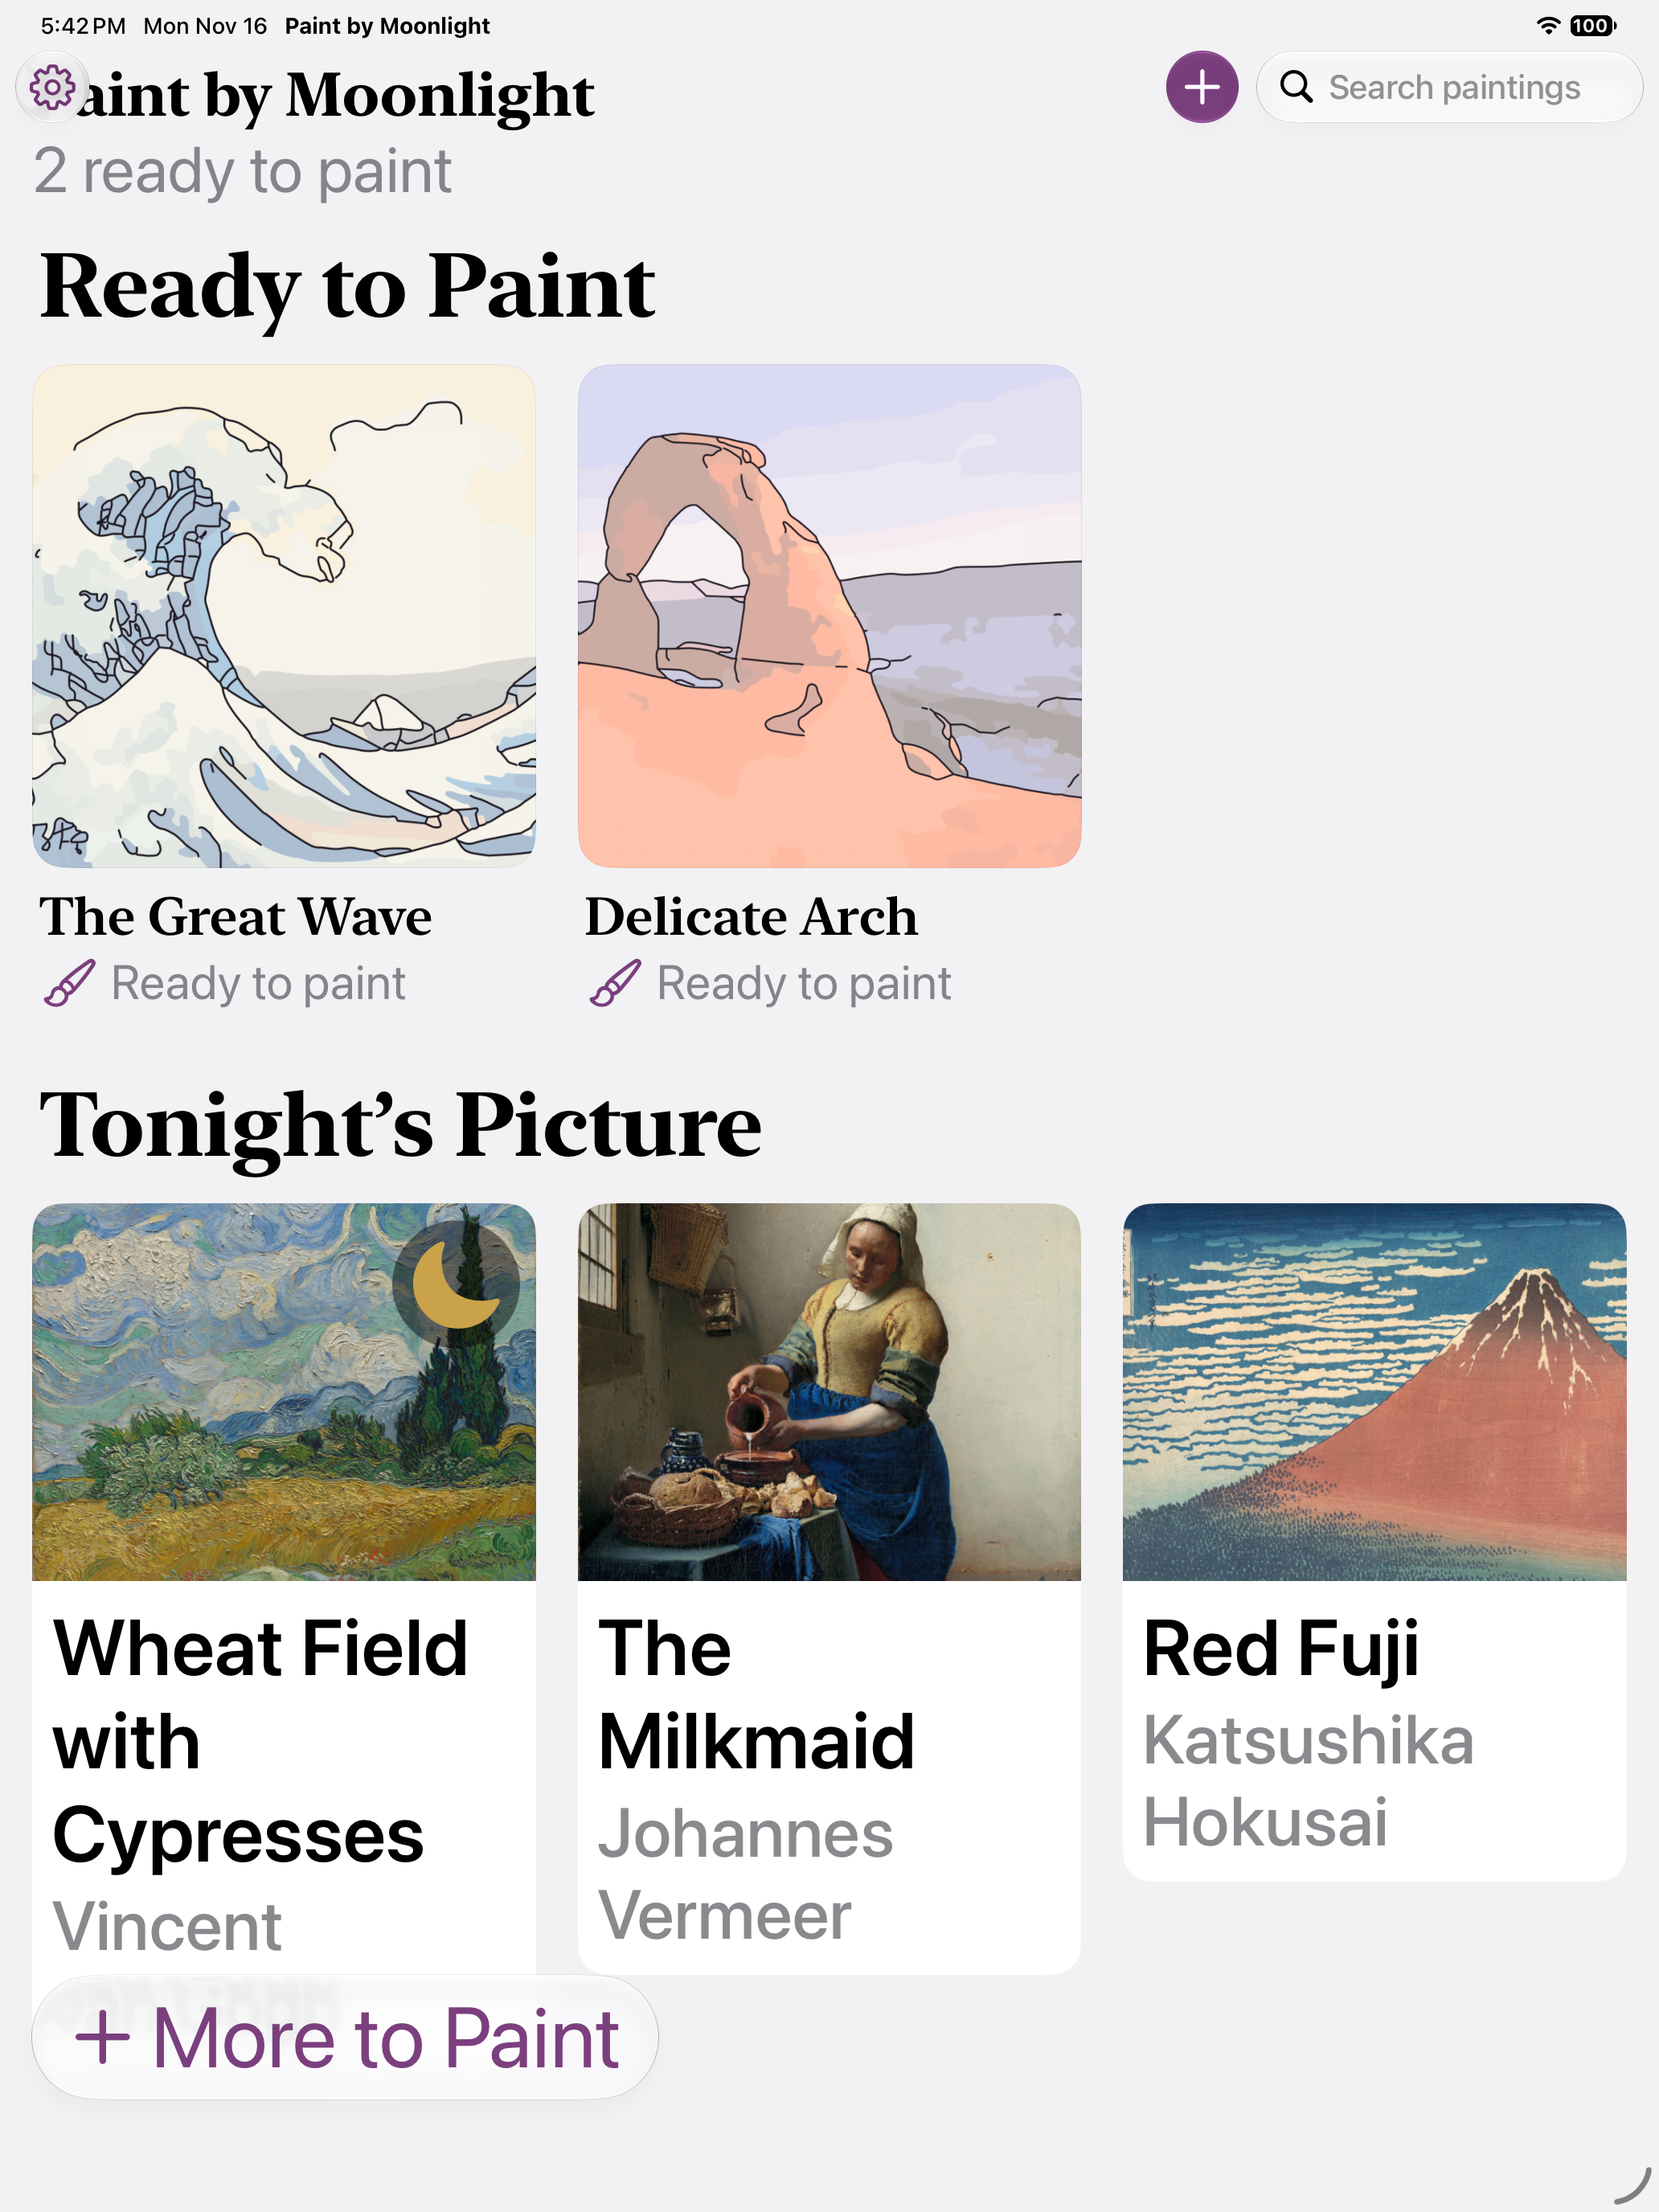 5:42 PM Mon Nov 16 Paint by Moonlight
100
aint by Moonlight
Search paintings
2 ready to paint
Ready to Paint
The Great Wave
Ready to paint
Delicate Arch
Ready to paint
Tonight’s Picture
Wheat Field
with
Cypresses
Vincent
The
Milkmaid
Johannes
Vermeer
Red Fuji
Katsushika
Hokusai
+ More to Paint